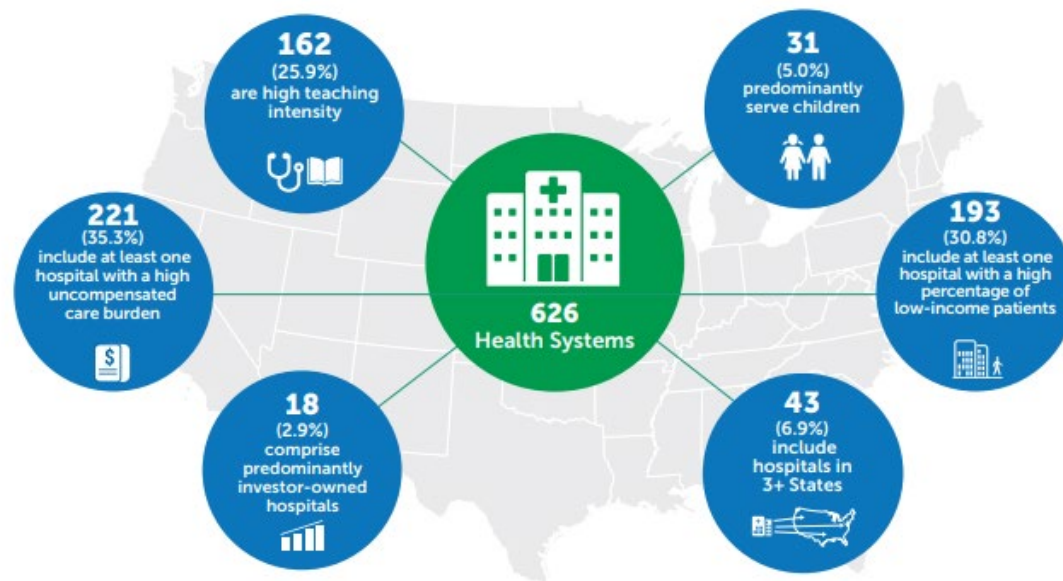 162
(25.9%)
are high teaching
intensity
31
(5.0%)
predominantly
serve children
221
(35.3%)
include at least one
hospital with a high
uncompensated
care burden
$
626
Health Systems
193
(30.8%)
include at least one
hospital with a high
percentage of
low-income patients
18
(2.9%)
comprise
predominantly
investor-owned
hospitals
43
(6.9%)
include
hospitals in
3+ States